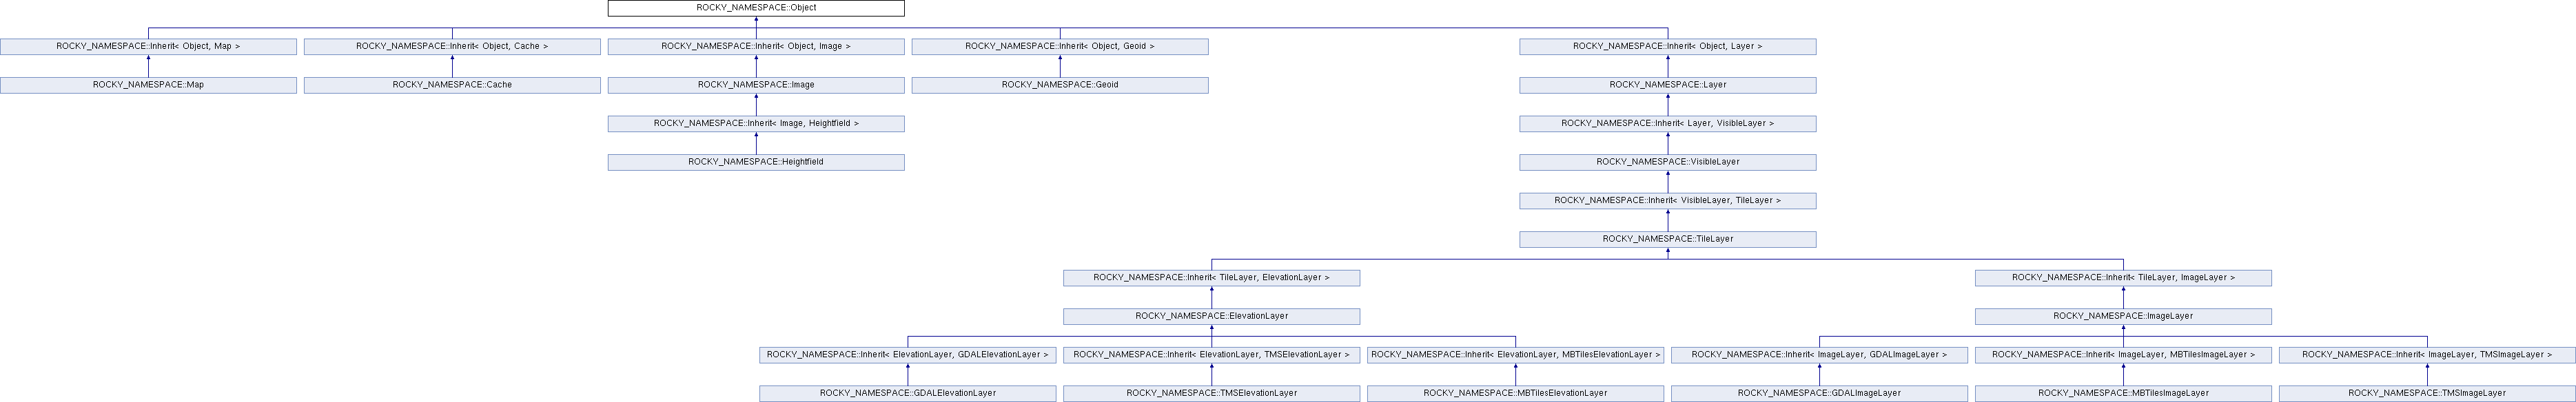 ROCKY_NAMESPACE::Object
ROCKY_NAMESPACE::Inherit< Object, Map >
ROCKY_NAMESPACE::Inherit< Object, Cache >
ROCKY_NAMESPACE::Inherit< Object, Image >
ROCKY_NAMESPACE::Inherit< Object, Geoid >
ROCKY_NAMESPACE::Inherit< Object, Layer >
ROCKY_NAMESPACE::Map
ROCKY_NAMESPACE::Cache
ROCKY_NAMESPACE::Image
ROCKY_NAMESPACE::Geoid
ROCKY_NAMESPACE::Layer
ROCKY_NAMESPACE::Inherit< Image, Heightfield >
ROCKY_NAMESPACE::Inherit< Layer, VisibleLayer >
ROCKY_NAMESPACE::Heightfield
ROCKY_NAMESPACE::VisibleLayer
ROCKY_NAMESPACE::Inherit< VisibleLayer, TileLayer >
ROCKY_NAMESPACE::TileLayer
ROCKY_NAMESPACE::Inherit< TileLayer, ElevationLayer >
ROCKY_NAMESPACE::Inherit< TileLayer, ImageLayer >
ROCKY_NAMESPACE::ElevationLayer
ROCKY_NAMESPACE::ImageLayer
ROCKY_NAMESPACE::Inherit< ElevationLayer, GDALElevationLayer >
ROCKY_NAMESPACE::Inherit< ElevationLayer, TMSElevationLayer >
ROCKY_NAMESPACE::Inherit< ElevationLayer, MBTilesElevationLayer >
ROCKY_NAMESPACE::Inherit< ImageLayer, GDALImageLayer >
ROCKY_NAMESPACE::Inherit< ImageLayer, MBTilesImageLayer >
ROCKY_NAMESPACE::Inherit< ImageLayer, TMSImageLayer >
ROCKY_NAMESPACE::GDALElevationLayer
ROCKY_NAMESPACE::TMSElevationLayer
ROCKY_NAMESPACE::MBTilesElevationLayer
ROCKY_NAMESPACE::GDALImageLayer
ROCKY_NAMESPACE::MBTilesImageLayer
ROCKY_NAMESPACE::TMSImageLayer